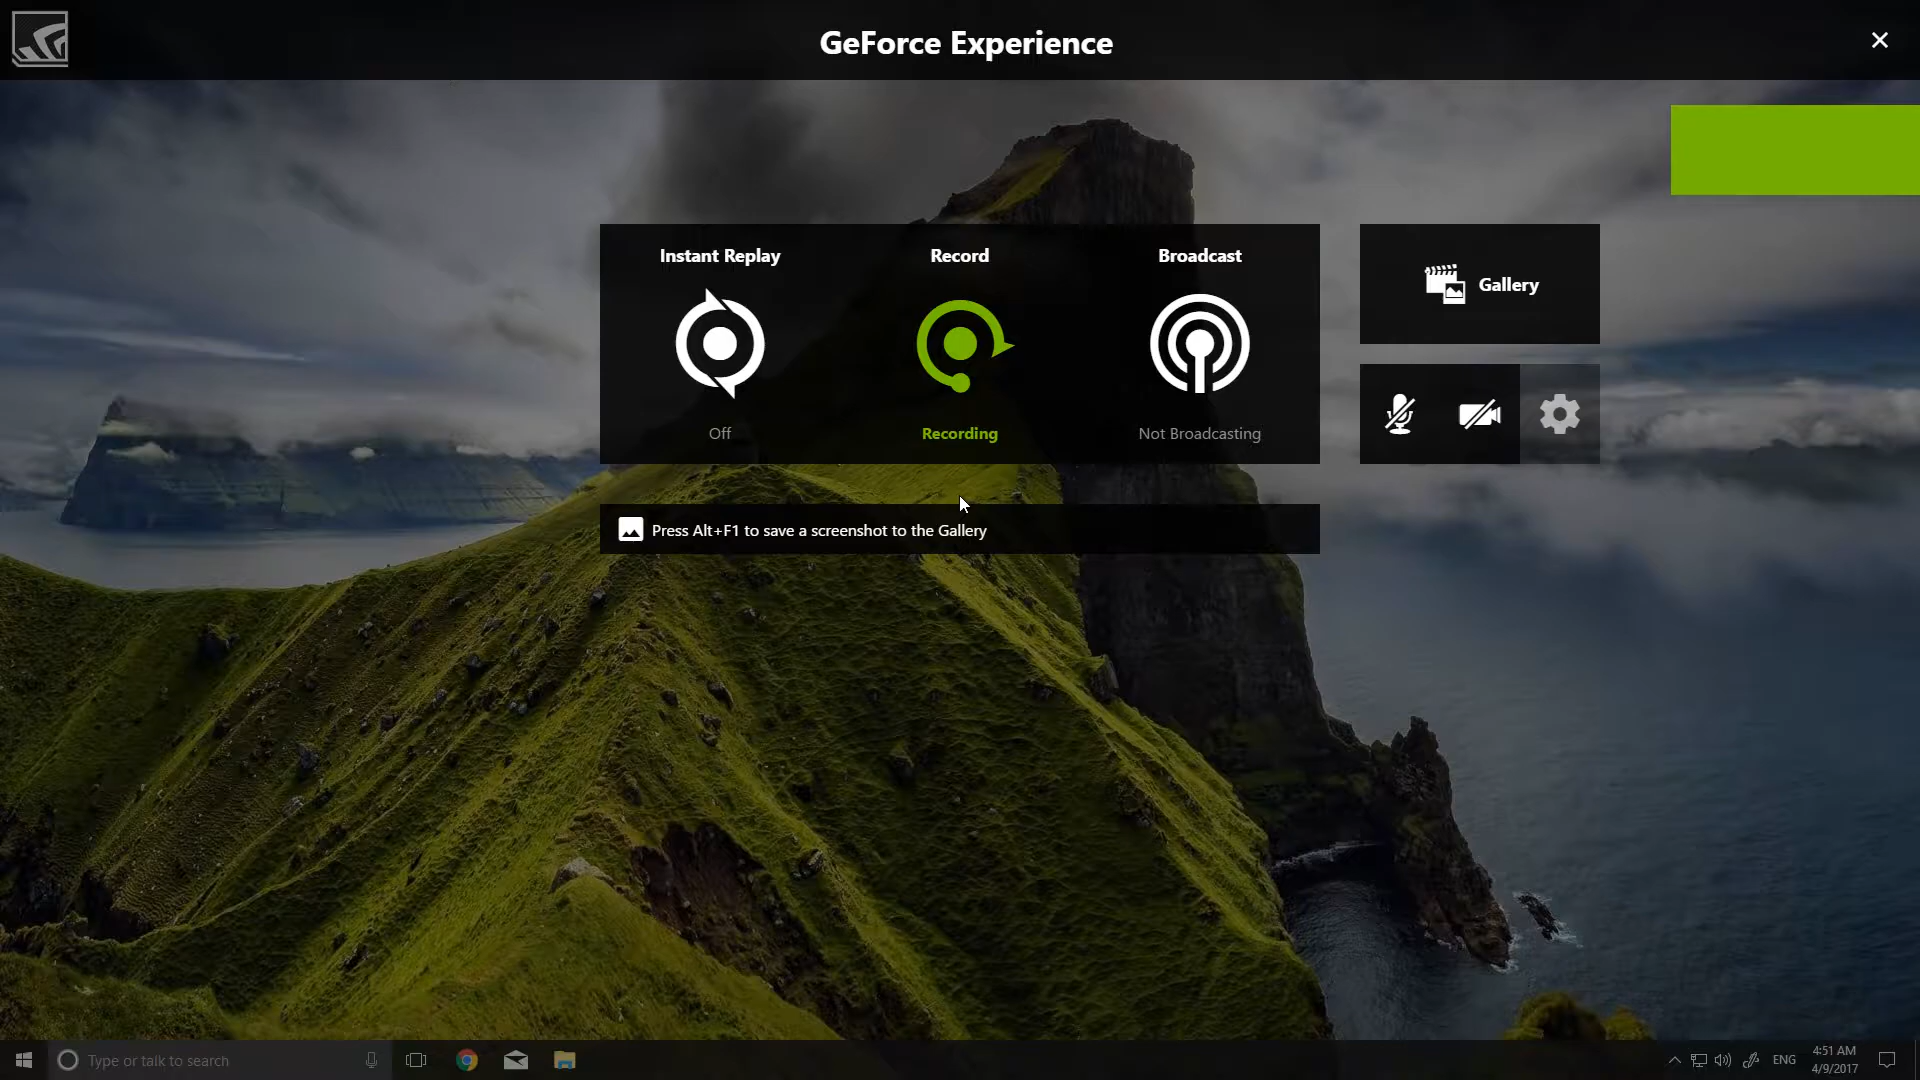 GeForce Experience
Instant Replay
Record
Broadcast
Gallery
Off
Recording
Not Broadcasting
Press Alt+F1 to save a screenshot to the Gallery
Type or talk to search
ENG
4:51 AM
4/9/2017